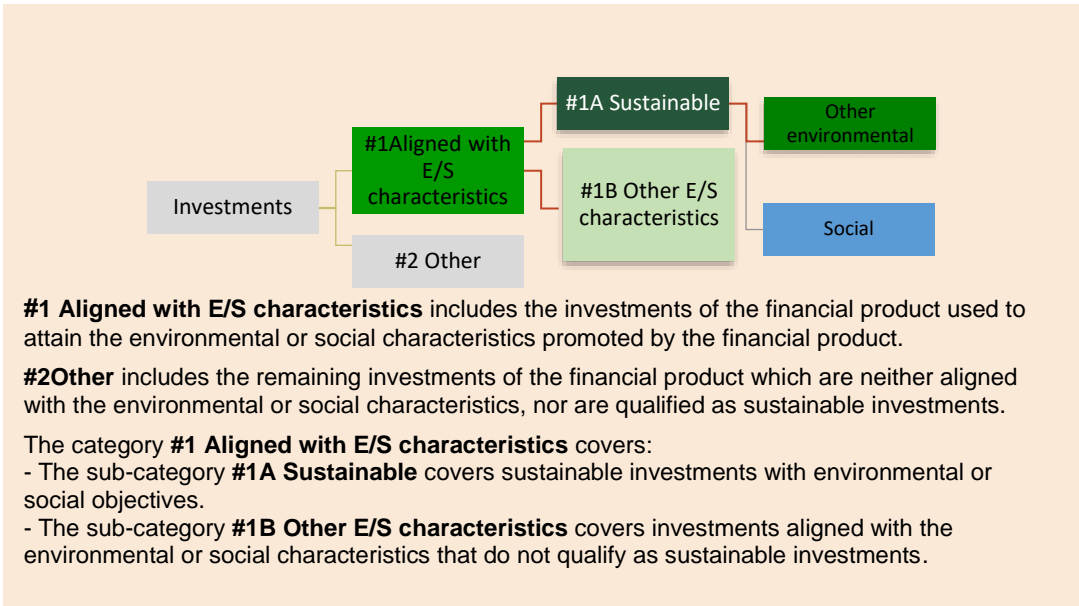 #1A Sustainable
Other
environmental
#1Aligned with
E/S
characteristics
#1B Other E/S
characteristics
Investments
Social
#2 Other
#1 Aligned with E/S characteristics includes the investments of the financial product used to
attain the environmental or social characteristics promoted by the financial product.
#2Other includes the remaining investments of the financial product which are neither aligned
with the environmental or social characteristics, nor are qualified as sustainable investments.
The category #1 Aligned with E/S characteristics covers:
- The sub-category #1A Sustainable covers sustainable investments with environmental or
social objectives.
- The sub-category #1B Other E/S characteristics covers investments aligned with the
environmental or social characteristics that do not qualify as sustainable investments.